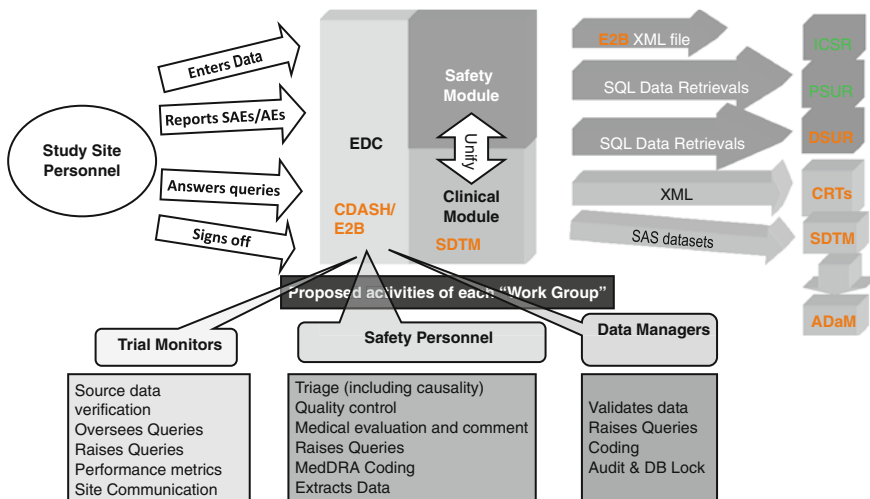 Enters Data
Reports SAEs/AEs
Answers queries
Signs off
Study Site
Personnel
EDC
CDASH/
E2B
Safety
Module
Unify
Clinical
Module
SDTM
E2B XML file
SQL Data Retrievals
SQL Data Retrievals
XML
SAS datasets
ICSR
PSUR
DSUR
CRTs
SDTM
ADaM
Proposed activities of each “Work Group”
Trial Monitors
Source data
verification
Oversees Queries
Raises Queries
Performance metrics
Site Communication
Safety Personnel
Triage (including causality)
Quality control
Medical evaluation and comment
Raises Queries
MedDRA Coding
Extracts Data
Data Managers
Validates data
Raises Queries
Coding
Audit & DB Lock